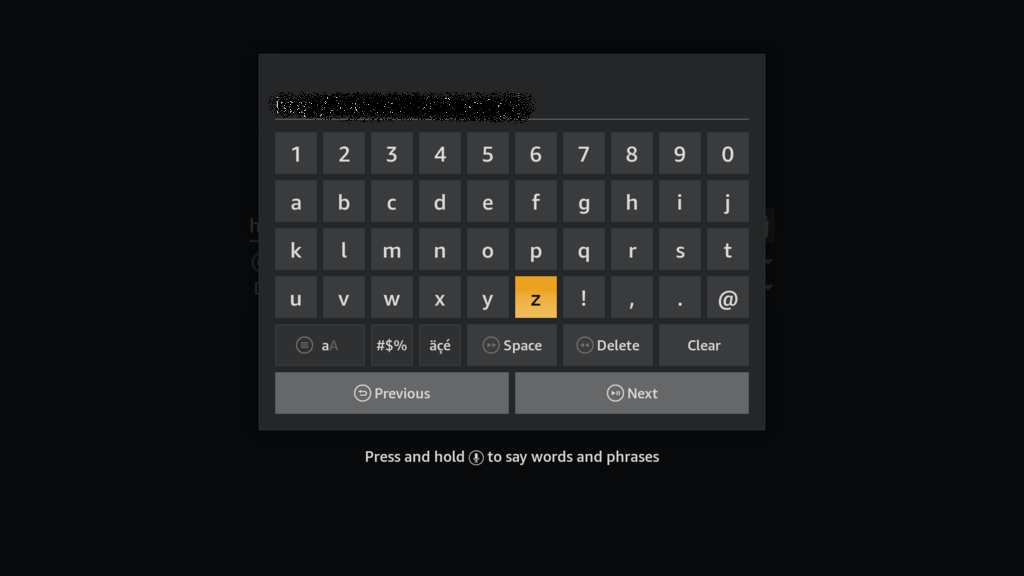 1 2 3 4 5 6 7 8 9 0
a b c d e f g h i j
k l m n o p q r s t
u v w x y z ! , . @
aA #$% äçé Space Delete Clear
Previous Next
Press and hold to say words and phrases